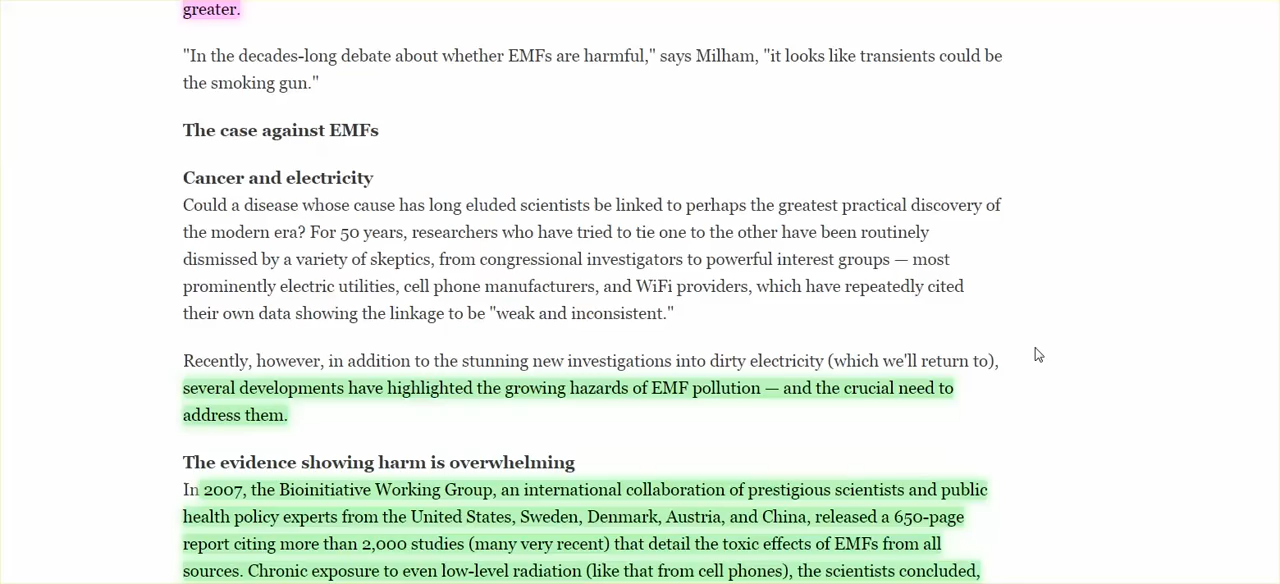 greater.
"In the decades-long debate about whether EMFs are harmful," says Milham, "it looks like transients could be
the smoking gun."
The case against EMFs
Cancer and electricity
Could a disease whose cause has long eluded scientists be linked to perhaps the greatest practical discovery of
the modern era? For 50 years, researchers who have tried to tie one to the other have been routinely
dismissed by a variety of skeptics, from congressional investigators to powerful interest groups — most
prominently electric utilities, cell phone manufacturers, and WiFi providers, which have repeatedly cited
their own data showing the linkage to be "weak and inconsistent."
Recently, however, in addition to the stunning new investigations into dirty electricity (which we'll return to),
several developments have highlighted the growing hazards of EMF pollution — and the crucial need to
address them.
The evidence showing harm is overwhelming
In 2007, the Bioinitiative Working Group, an international collaboration of prestigious scientists and public
health policy experts from the United States, Sweden, Denmark, Austria, and China, released a 650-page
report citing more than 2,000 studies (many very recent) that detail the toxic effects of EMFs from all
sources. Chronic exposure to even low-level radiation (like that from cell phones), the scientists concluded,